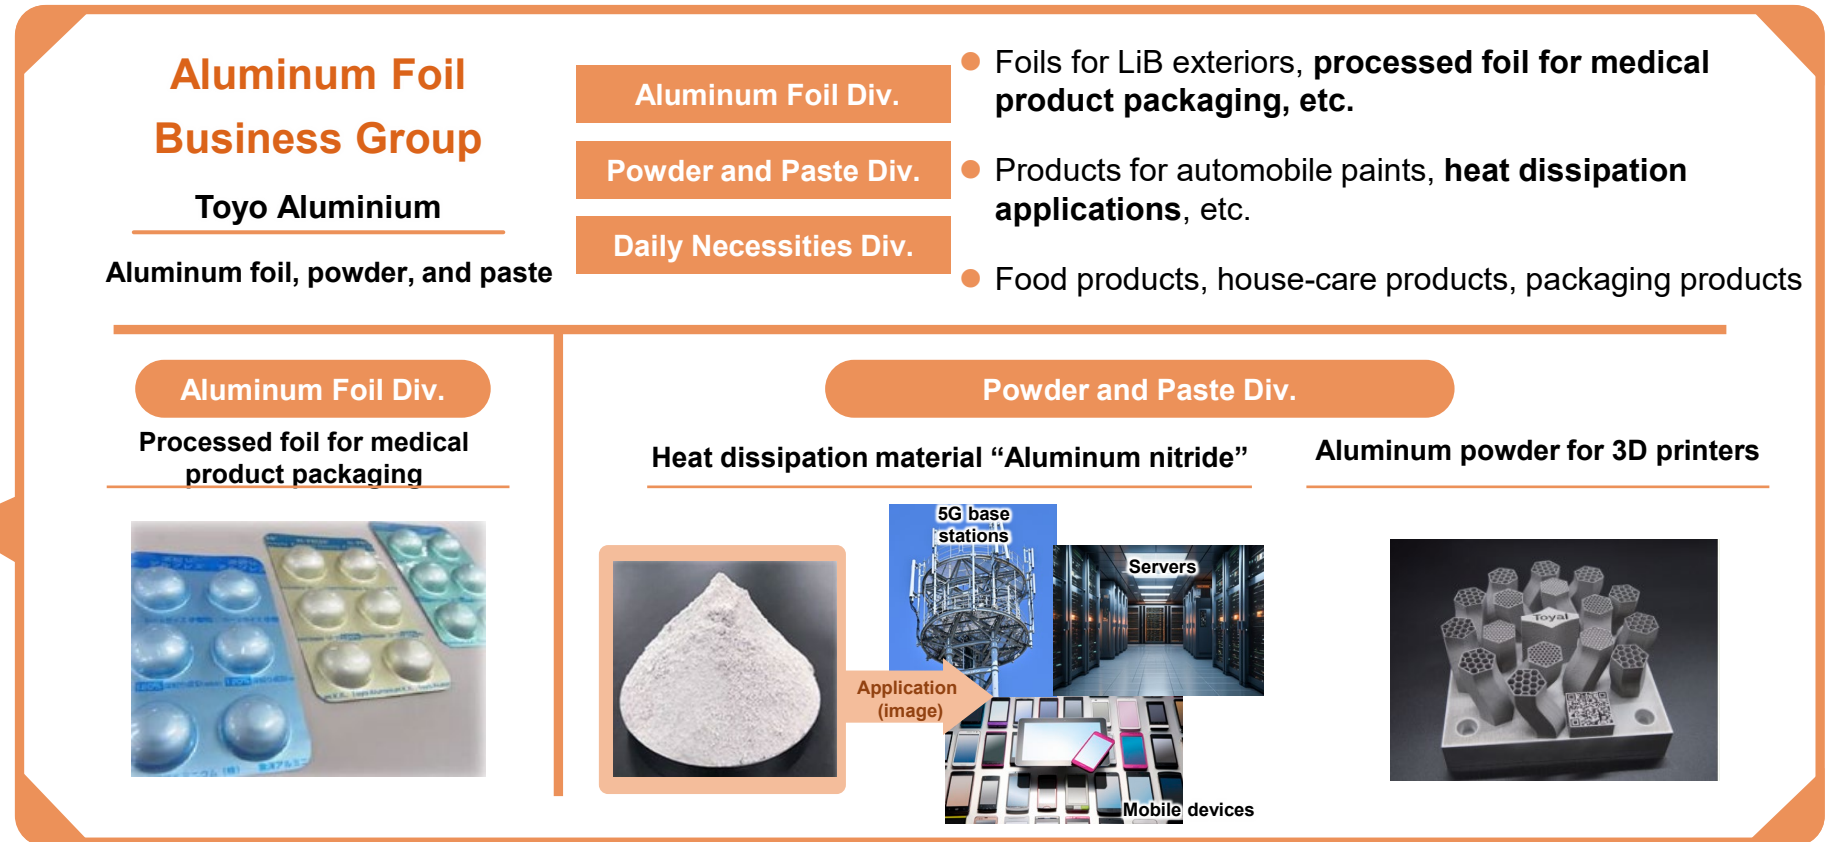 Aluminum Foil
Business Group
Toyo Aluminium
Aluminum foil, powder, and paste
Aluminum Foil Div.
Powder and Paste Div.
Daily Necessities Div.
Foils for LiB exteriors, processed foil for medical
product packaging, etc.
Products for automobile paints, heat dissipation
applications, etc.
Food products, house-care products, packaging products
Aluminum Foil Div.
Processed foil for medical
product packaging
Powder and Paste Div.
Heat dissipation material “Aluminum nitride”
5G base
stations
Servers
Application
(image)
Mobile devices
Aluminum powder for 3D printers
Toyal